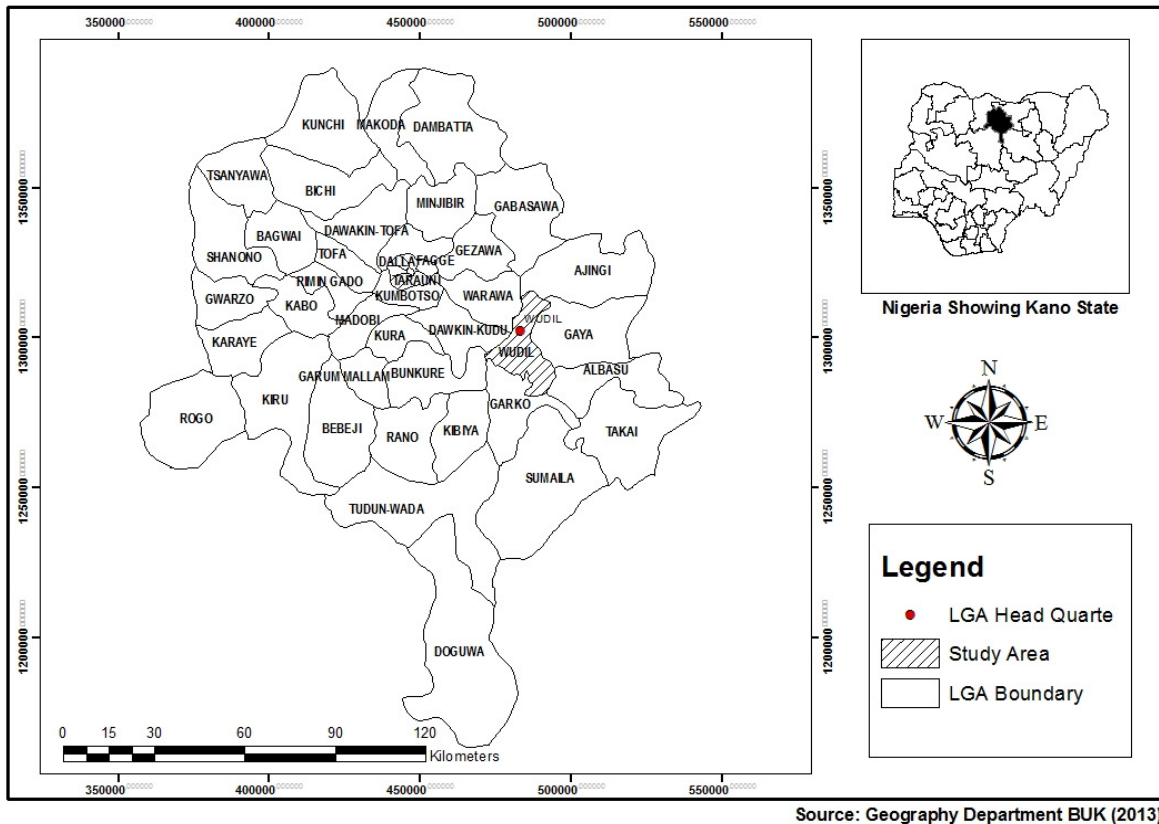 350000 400000 450000 500000 550000
KUNCHI MAKODA DAMBATTA
TSANYAWA
BICHI
MINJIBIR
GABASAWA
BAGWAI
DAWAKIN-TOFA
SHANONO
TOFA
DALLA FAGGE
GEZAWA
AJINGI
RIMIN GADO
TARAUNI
GWARZO
KABO
KUMBOTSO
WARAWA
MADOBI
DAWKIN-KUDU
WUDIL
GAYA
KARAYE
KURA
WUDIL
GARUM MALLAM
BUNKURE
ALBASU
ROGO
KIRU
GARKO
BEBEJI
RANO
KIBIYA
TAKAI
SUMAILA
TUDUN-WADA
DOGUWA
1350000
1300000
1250000
1200000
1350000
1300000
1250000
1200000
0 15 30 60 90 120
Kilometers
350000 400000 450000 500000 550000
Nigeria Showing Kano State
N
W E
S
Legend
LGA Head Quarte
Study Area
LGA Boundary
Source: Geography Department BUK (2013)